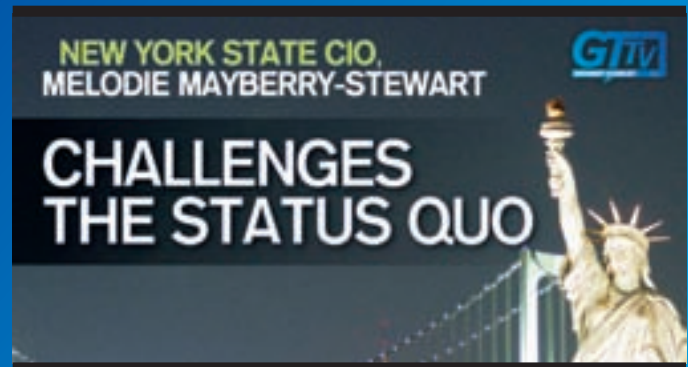 NEW YORK STATE CIO,
MELODIE MAYBERRY-STEWART
GTTV
CHALLENGES
THE STATUS QUO